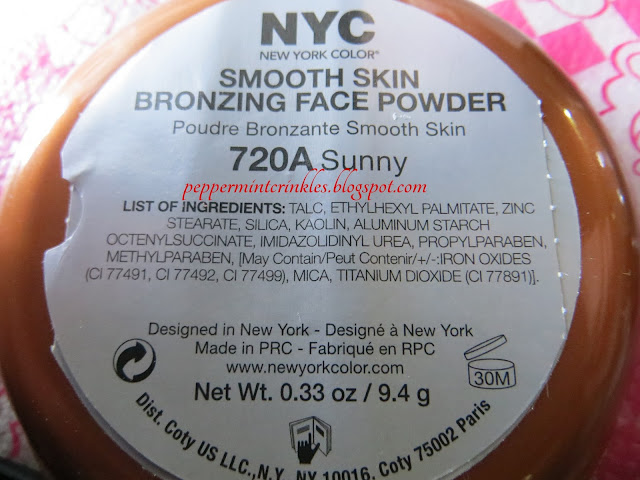 NYC
NEW YORK COLOR®
SMOOTH SKIN
BRONZING FACE POWDER
Poudre Bronzante Smooth Skin
720A Sunny
peppermintcrinkles.blogspot.com
LIST OF INGREDIENTS: TALC, ETHYLHEXYL PALMITATE, ZINC
STEARATE, SILICA, KAOLIN, ALUMINUM STARCH
OCTENYLSUCCINATE, IMIDAZOLIDINYL UREA, PROPYLPARABEN,
METHYLPARABEN, [May Contain/Peut Contenir/+/-:IRON OXIDES
(CI 77491, CI 77492, CI 77499), MICA, TITANIUM DIOXIDE (CI 77891)].
Designed in New York - Designé à New York
Made in PRC - Fabriqué en RPC
www.newyorkcolor.com
30M
Net Wt. 0.33 oz / 9.4 g
Dist. Coty US LLC., N.Y. NY 10016. Coty 75002 Paris